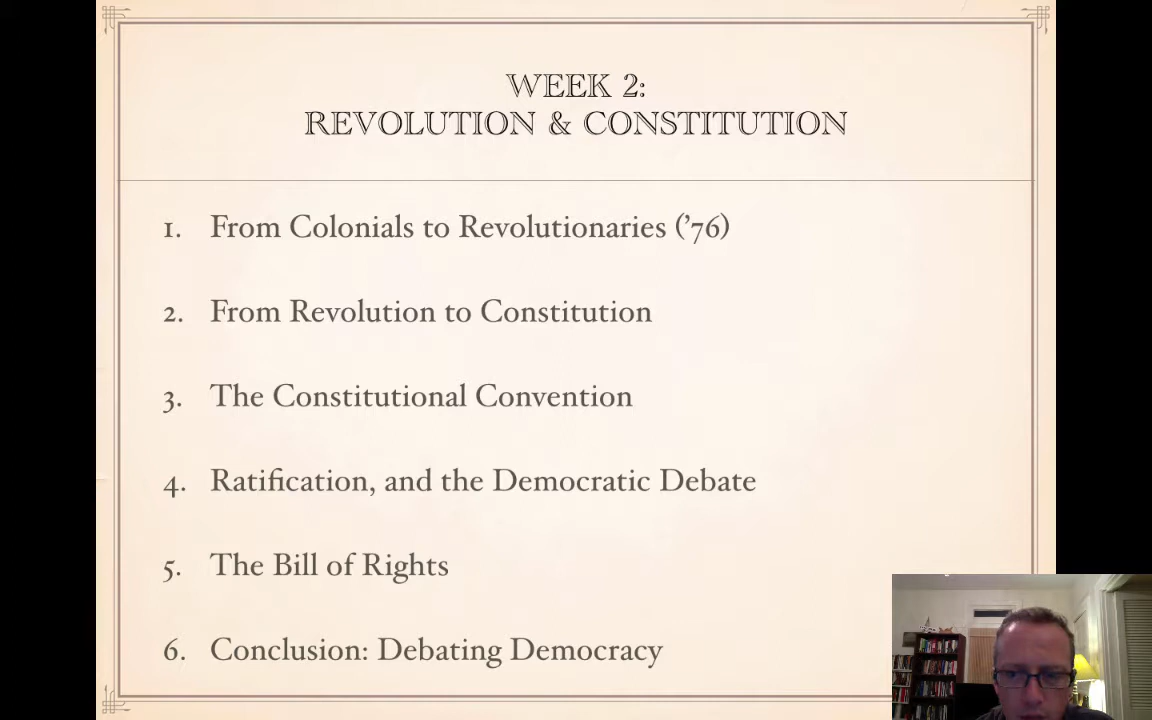 WEEK 2:
REVOLUTION & CONSTITUTION
1. From Colonials to Revolutionaries (’76)
2. From Revolution to Constitution
3. The Constitutional Convention
4. Ratification, and the Democratic Debate
5. The Bill of Rights
6. Conclusion: Debating Democracy